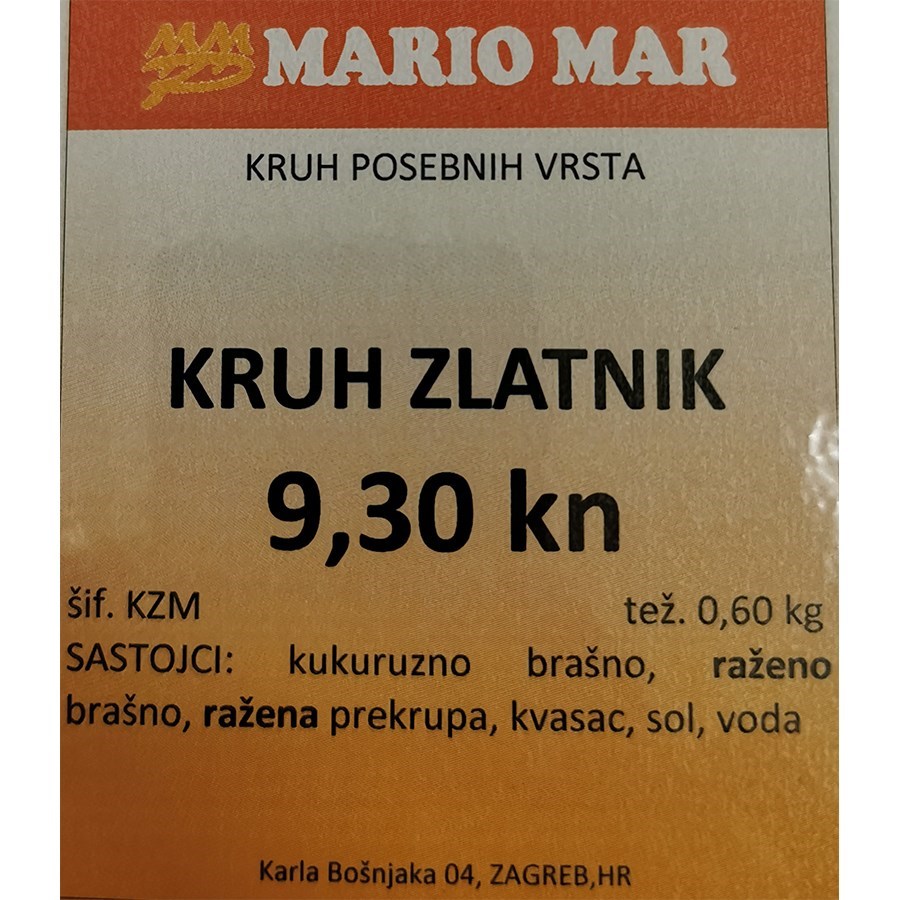 MARIO MAR
KRUH POSEBNIH VRSTA
KRUH ZLATNIK
9,30 kn
šif. KZM tež. 0,60 kg
SASTOJCI: kukuruzno brašno, raženo
brašno, ražena prekrupa, kvasac, sol, voda
Karla Bošnjaka 04, ZAGREB,HR